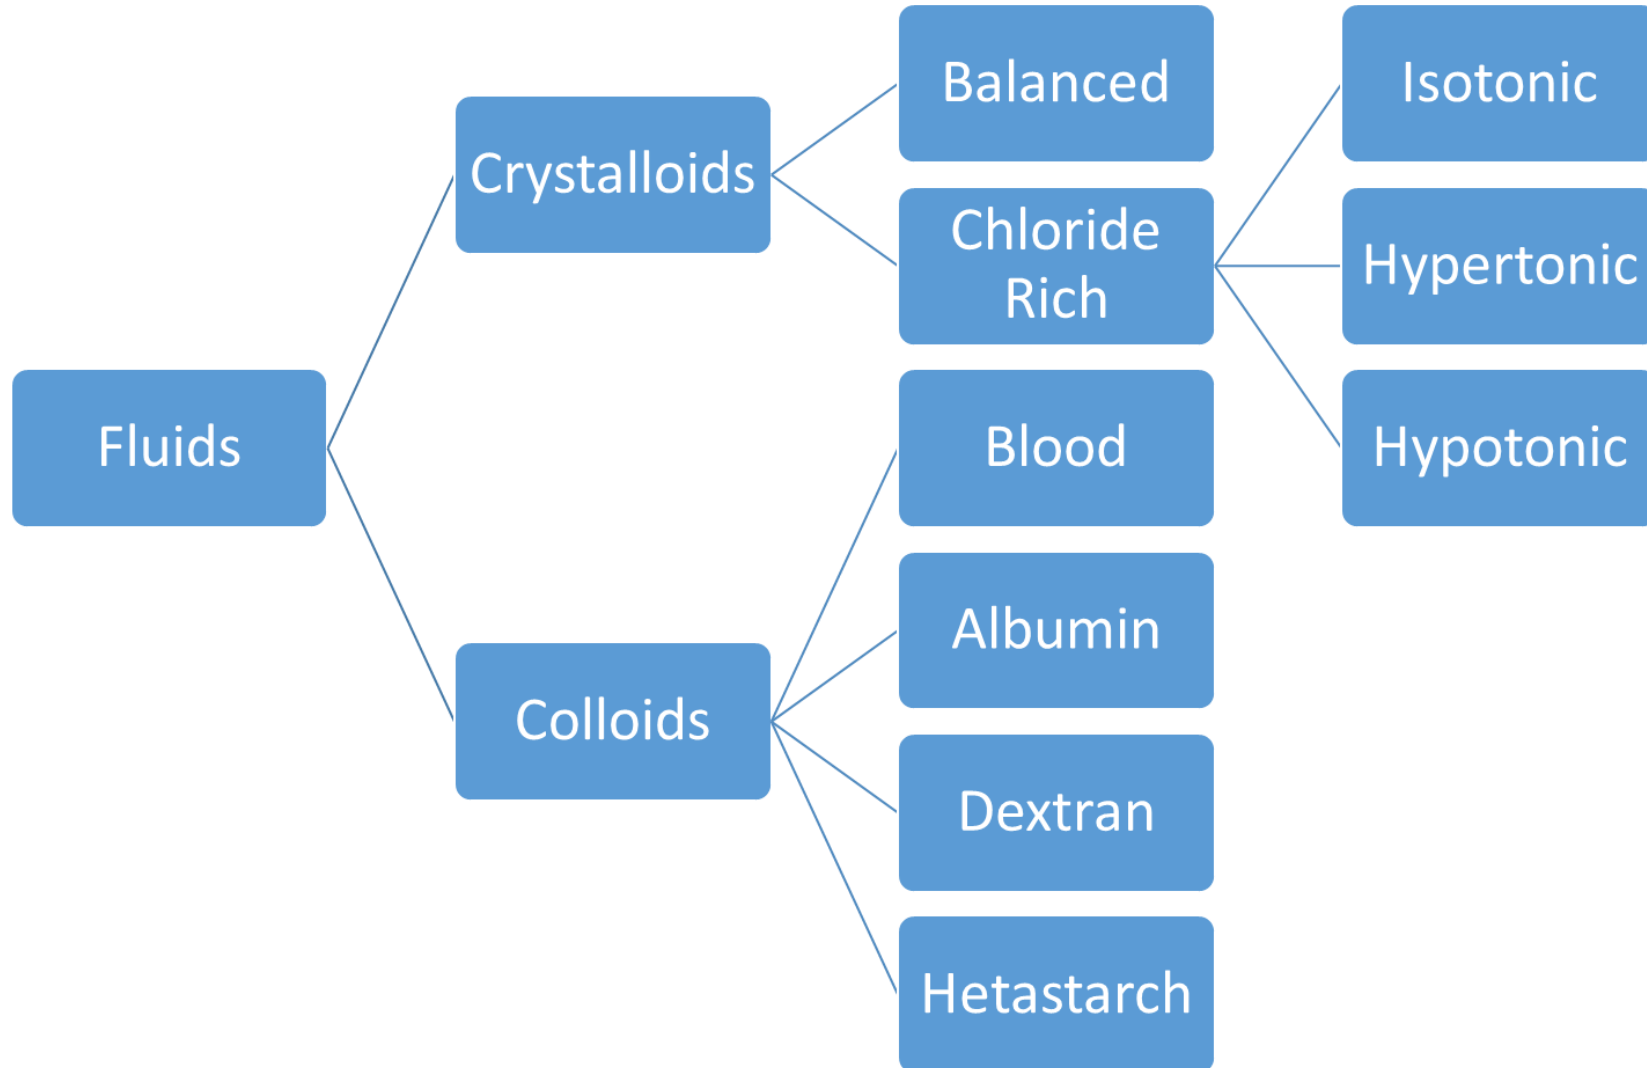 Fluids
Crystalloids
Colloids
Balanced
Chloride
Rich
Blood
Albumin
Dextran
Hetastarch
Isotonic
Hypertonic
Hypotonic